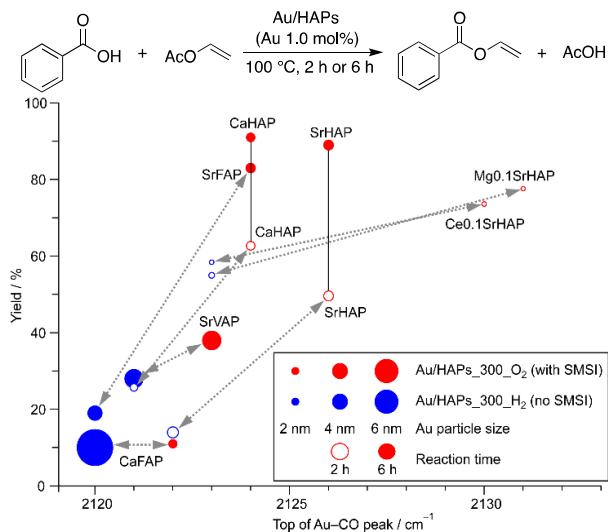 O
OH
+
AcO
Au/HAPs
(Au 1.0 mol%)
100 °C, 2 h or 6 h
O
O
+
AcOH
100
80
60
40
20
0
Yield / %
CaHAP
SrHAP
SrFAP
Mg0.1SrHAP
Ce0.1SrHAP
CaHAP
SrVAP
SrHAP
CaFAP
Au/HAPs_300_O₂ (with SMSI)
Au/HAPs_300_H₂ (no SMSI)
2 nm 4 nm 6 nm Au particle size
Reaction time
2 h 6 h
2120 2125 2126 2130
Top of Au–CO peak / cm⁻¹